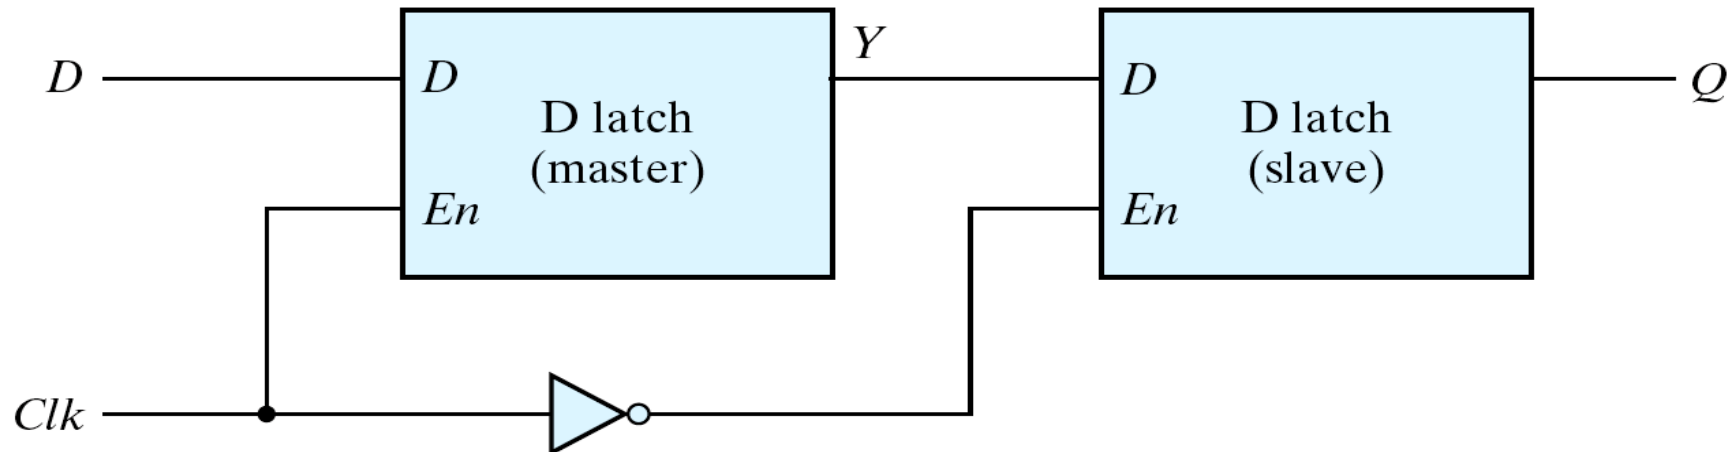 D
D
D latch
(master)
En
Y
D
D latch
(slave)
En
Q
Clk